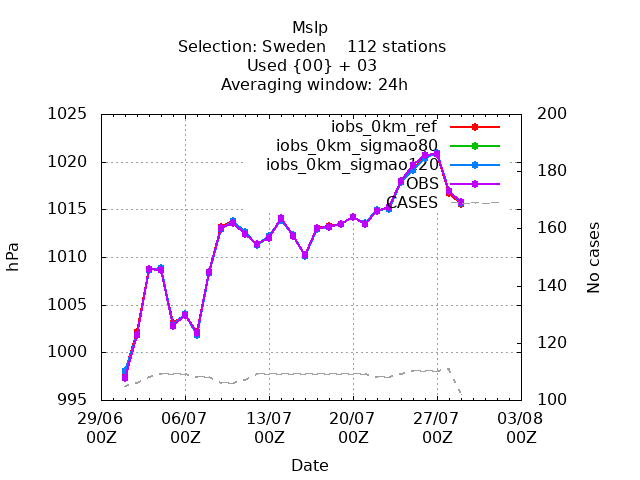 Mslp
Selection: Sweden    112 stations
Used {00} + 03
Averaging window: 24h
1025
1020
1015
1010
1005
1000
995
200
180
160
140
120
100
hPa
No cases
iobs_0km_ref
iobs_0km_sigmao80
iobs_0km_sigmao120
OBS
CASES
29/06 06/07 13/07 20/07 27/07 03/08
00Z 00Z 00Z 00Z 00Z 00Z
Date